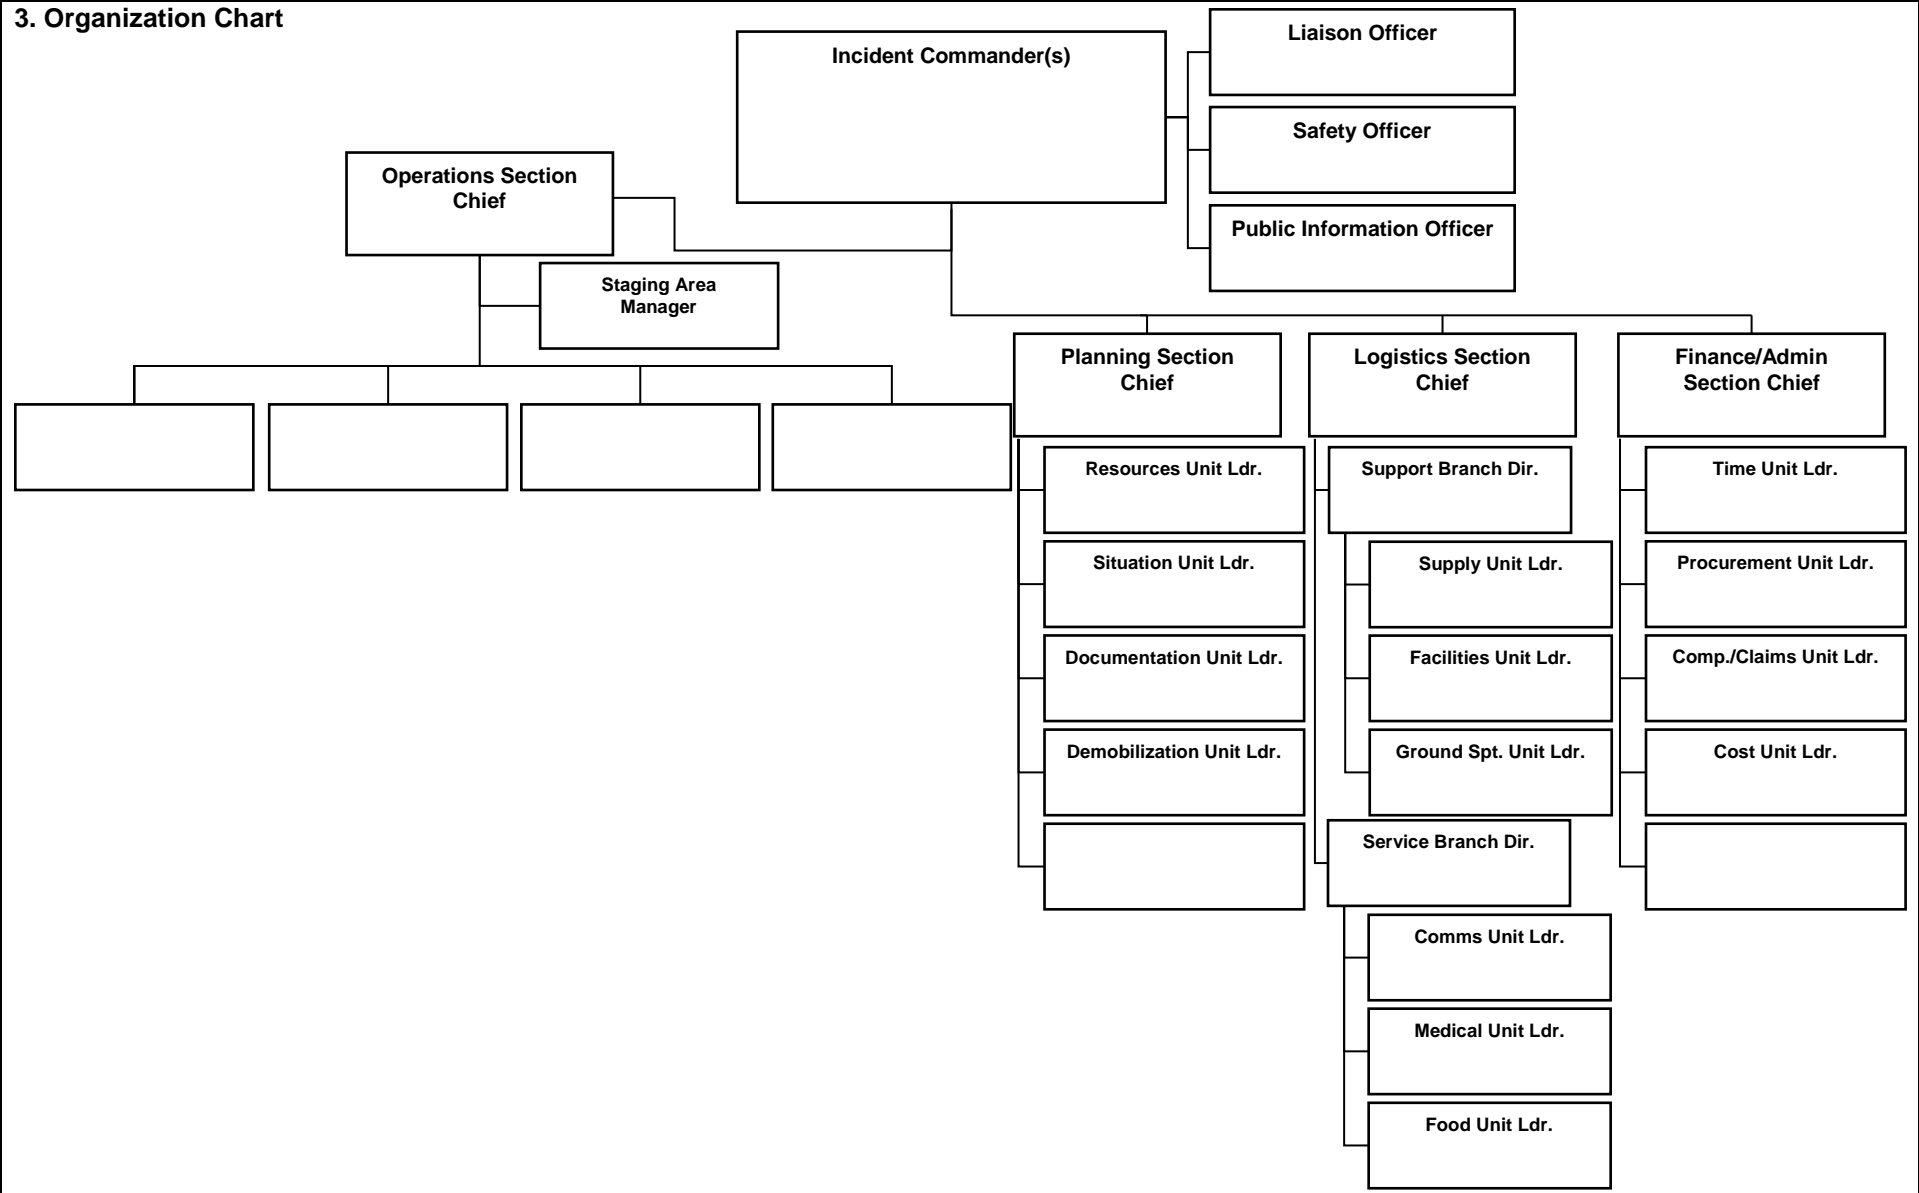 3. Organization Chart
Incident Commander(s)
Liaison Officer
Safety Officer
Public Information Officer
Operations Section
Chief
Staging Area
Manager
Planning Section
Chief
Resources Unit Ldr.
Situation Unit Ldr.
Documentation Unit Ldr.
Demobilization Unit Ldr.
Logistics Section
Chief
Support Branch Dir.
Supply Unit Ldr.
Facilities Unit Ldr.
Ground Spt. Unit Ldr.
Service Branch Dir.
Comms Unit Ldr.
Medical Unit Ldr.
Food Unit Ldr.
Finance/Admin
Section Chief
Time Unit Ldr.
Procurement Unit Ldr.
Comp./Claims Unit Ldr.
Cost Unit Ldr.